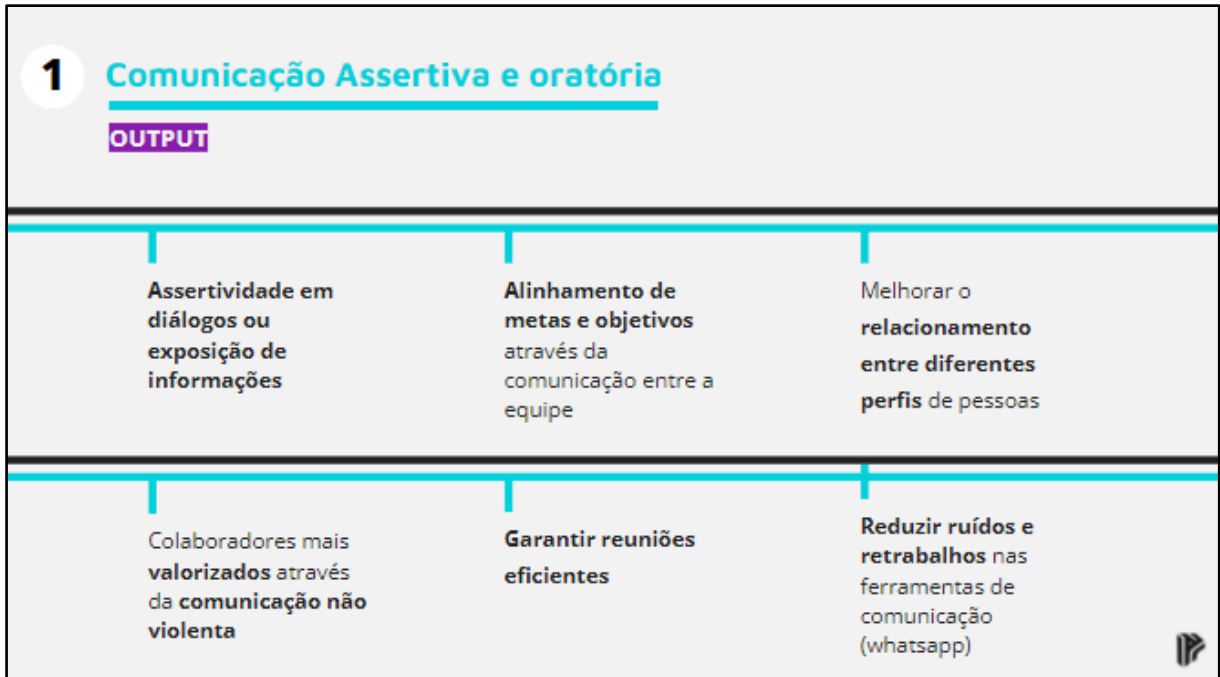 1
Comunicação Assertiva e oratória
OUTPUT
Assertividade em
diálogos ou
exposição de
informações
Alinhamento de
metas e objetivos
através da
comunicação entre a
equipe
Melhorar o
relacionamento
entre diferentes
perfis de pessoas
Colaboradores mais
valorizados através
da comunicação não
violenta
Garantir reuniões
eficientes
Reduzir ruídos e
retrabalhos nas
ferramentas de
comunicação
(whatsapp)